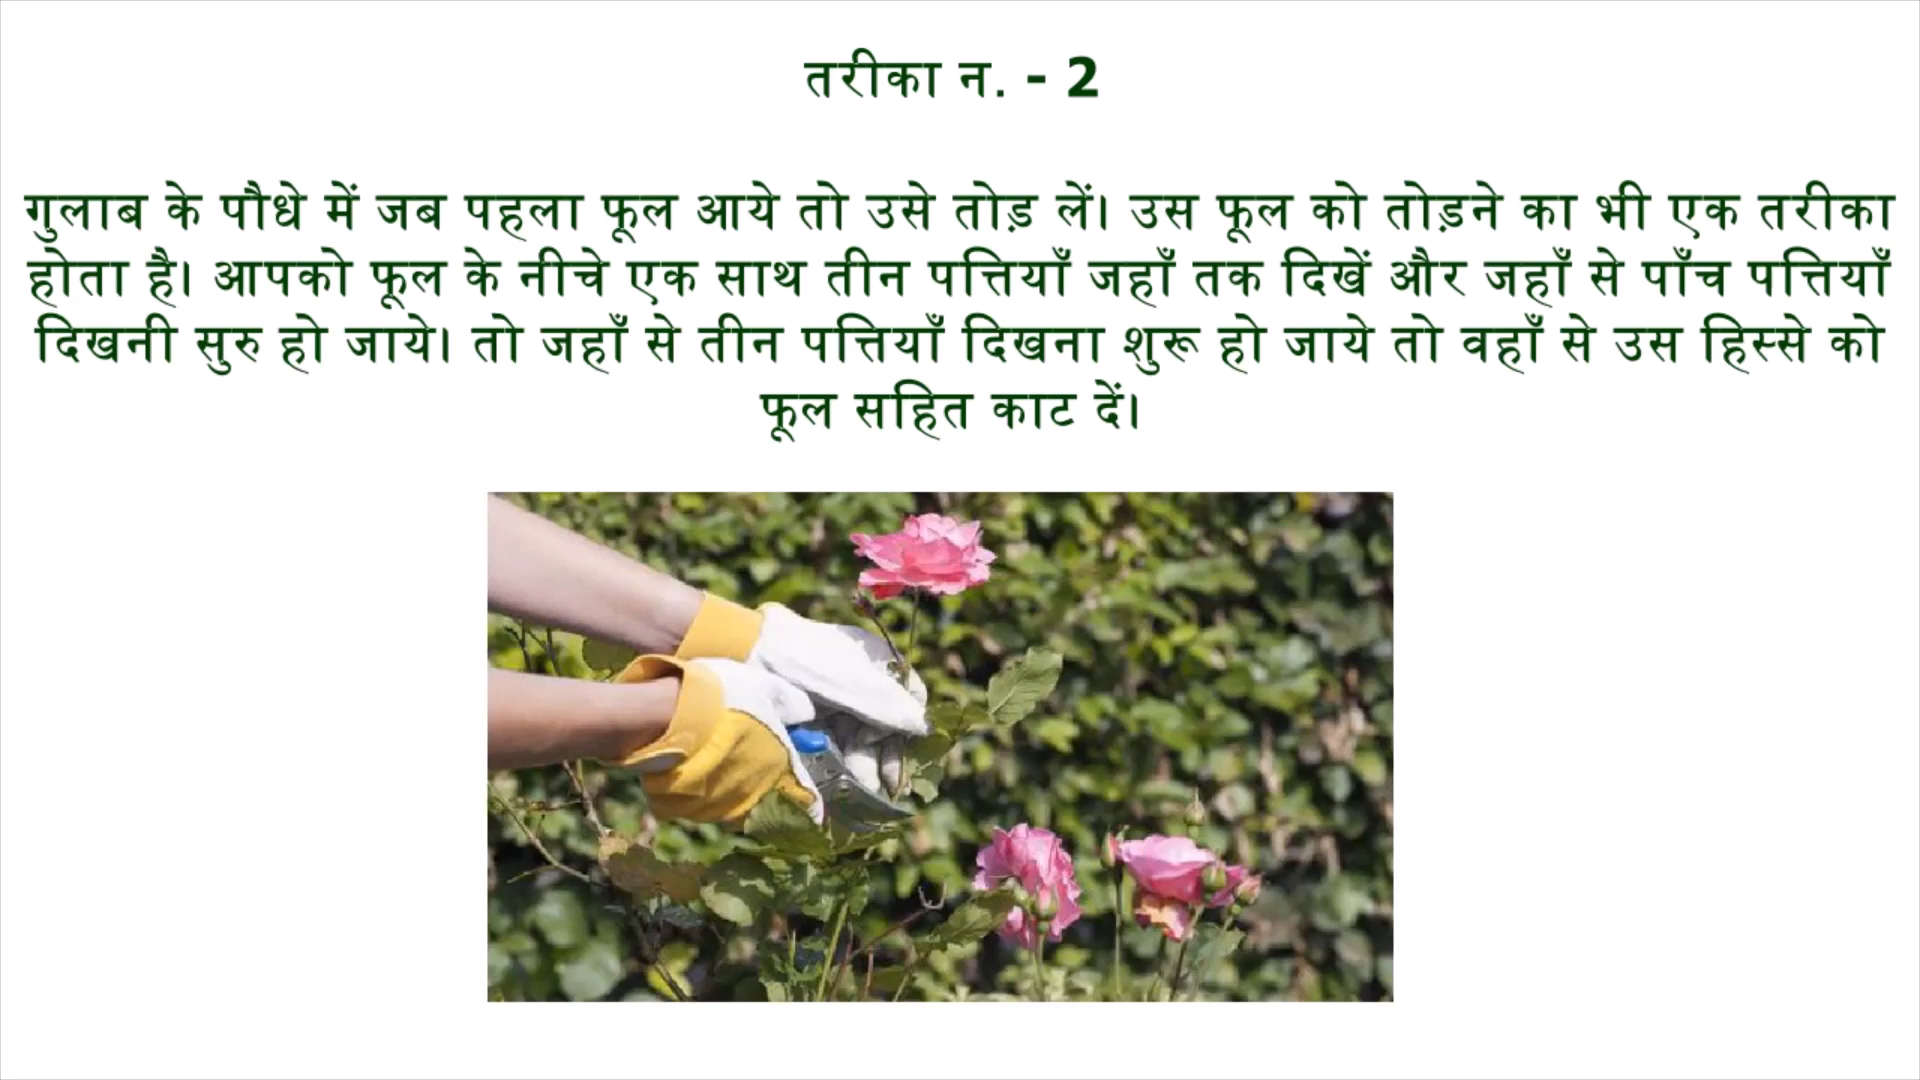 तरीका न. - 2
गुलाब के पौधे में जब पहला फूल आये तो उसे तोड़ लें। उस फूल को तोड़ने का भी एक तरीका
होता है। आपको फूल के नीचे एक साथ तीन पत्तियाँ जहाँ तक दिखें और जहाँ से पाँच पत्तियाँ
दिखनी सुरु हो जाये। तो जहाँ से तीन पत्तियाँ दिखना शुरू हो जाये तो वहाँ से उस हिस्से को
फूल सहित काट दें।